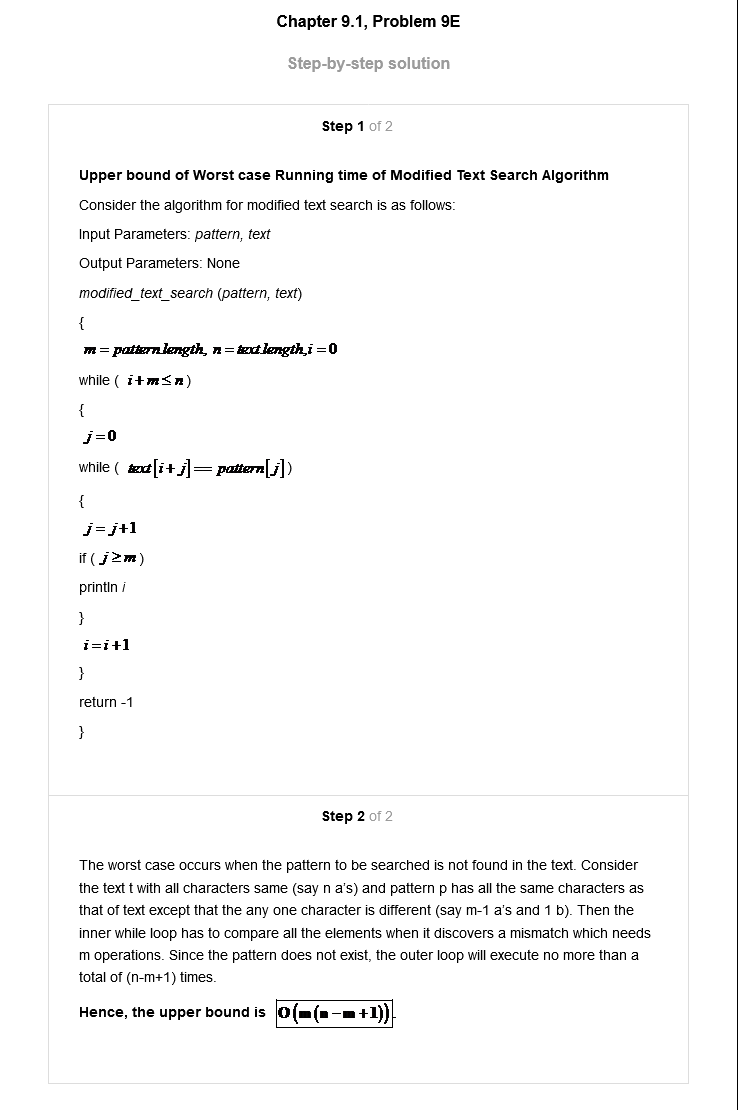 Chapter 9.1, Problem 9E
Step-by-step solution
Step 1 of 2
Upper bound of Worst case Running time of Modified Text Search Algorithm
Consider the algorithm for modified text search is as follows:
Input Parameters: pattern, text
Output Parameters: None
modified_text_search (pattern, text)
{
m = pattern.length, n = text.length, i = 0
while ( i + m ≤ n )
{
j = 0
while ( text[i + j] == pattern[j] )
{
j = j + 1
if ( j ≥ m )
println i
}
i = i + 1
}
return -1
}
Step 2 of 2
The worst case occurs when the pattern to be searched is not found in the text. Consider
the text t with all characters same (say n a's) and pattern p has all the same characters as
that of text except that the any one character is different (say m-1 a's and 1 b). Then the
inner while loop has to compare all the elements when it discovers a mismatch which needs
m operations. Since the pattern does not exist, the outer loop will execute no more than a
total of (n-m+1) times.
Hence, the upper bound is O(m(n-m+1)).